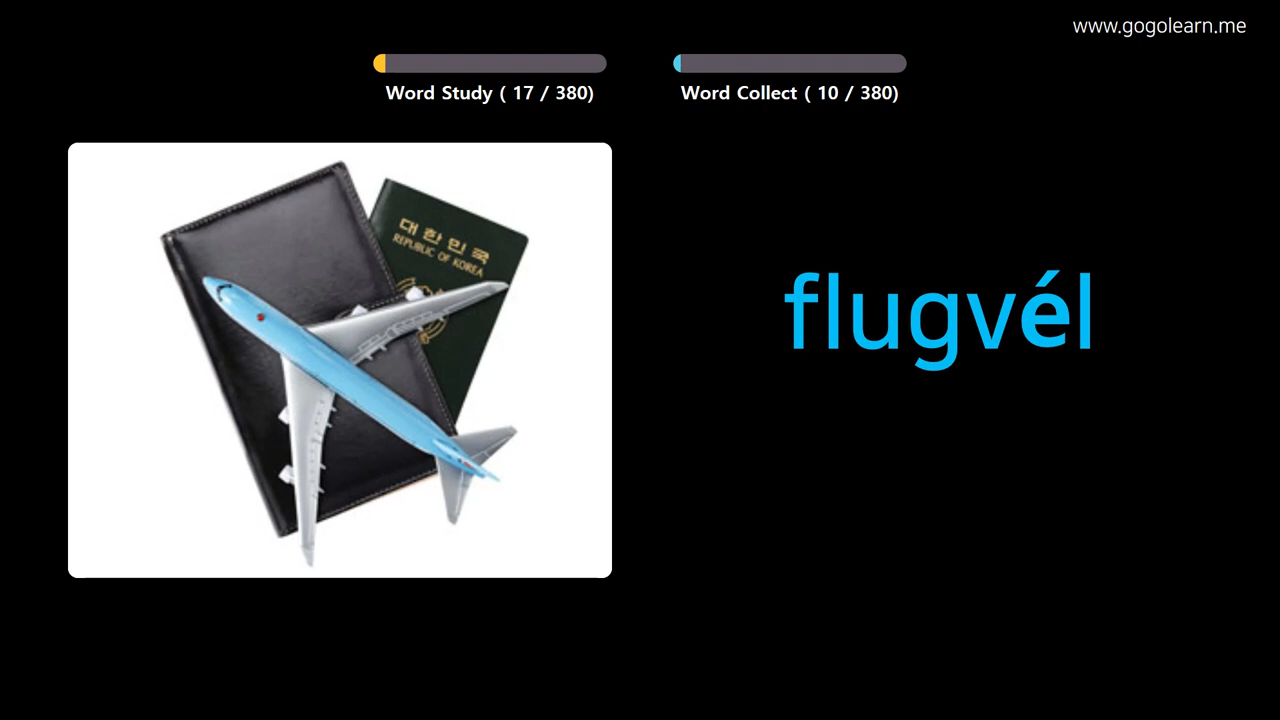 www.gogolearn.me
Word Study ( 17 / 380)
Word Collect ( 10 / 380)
대한민국
REPUBLIC OF KOREA
flugvél